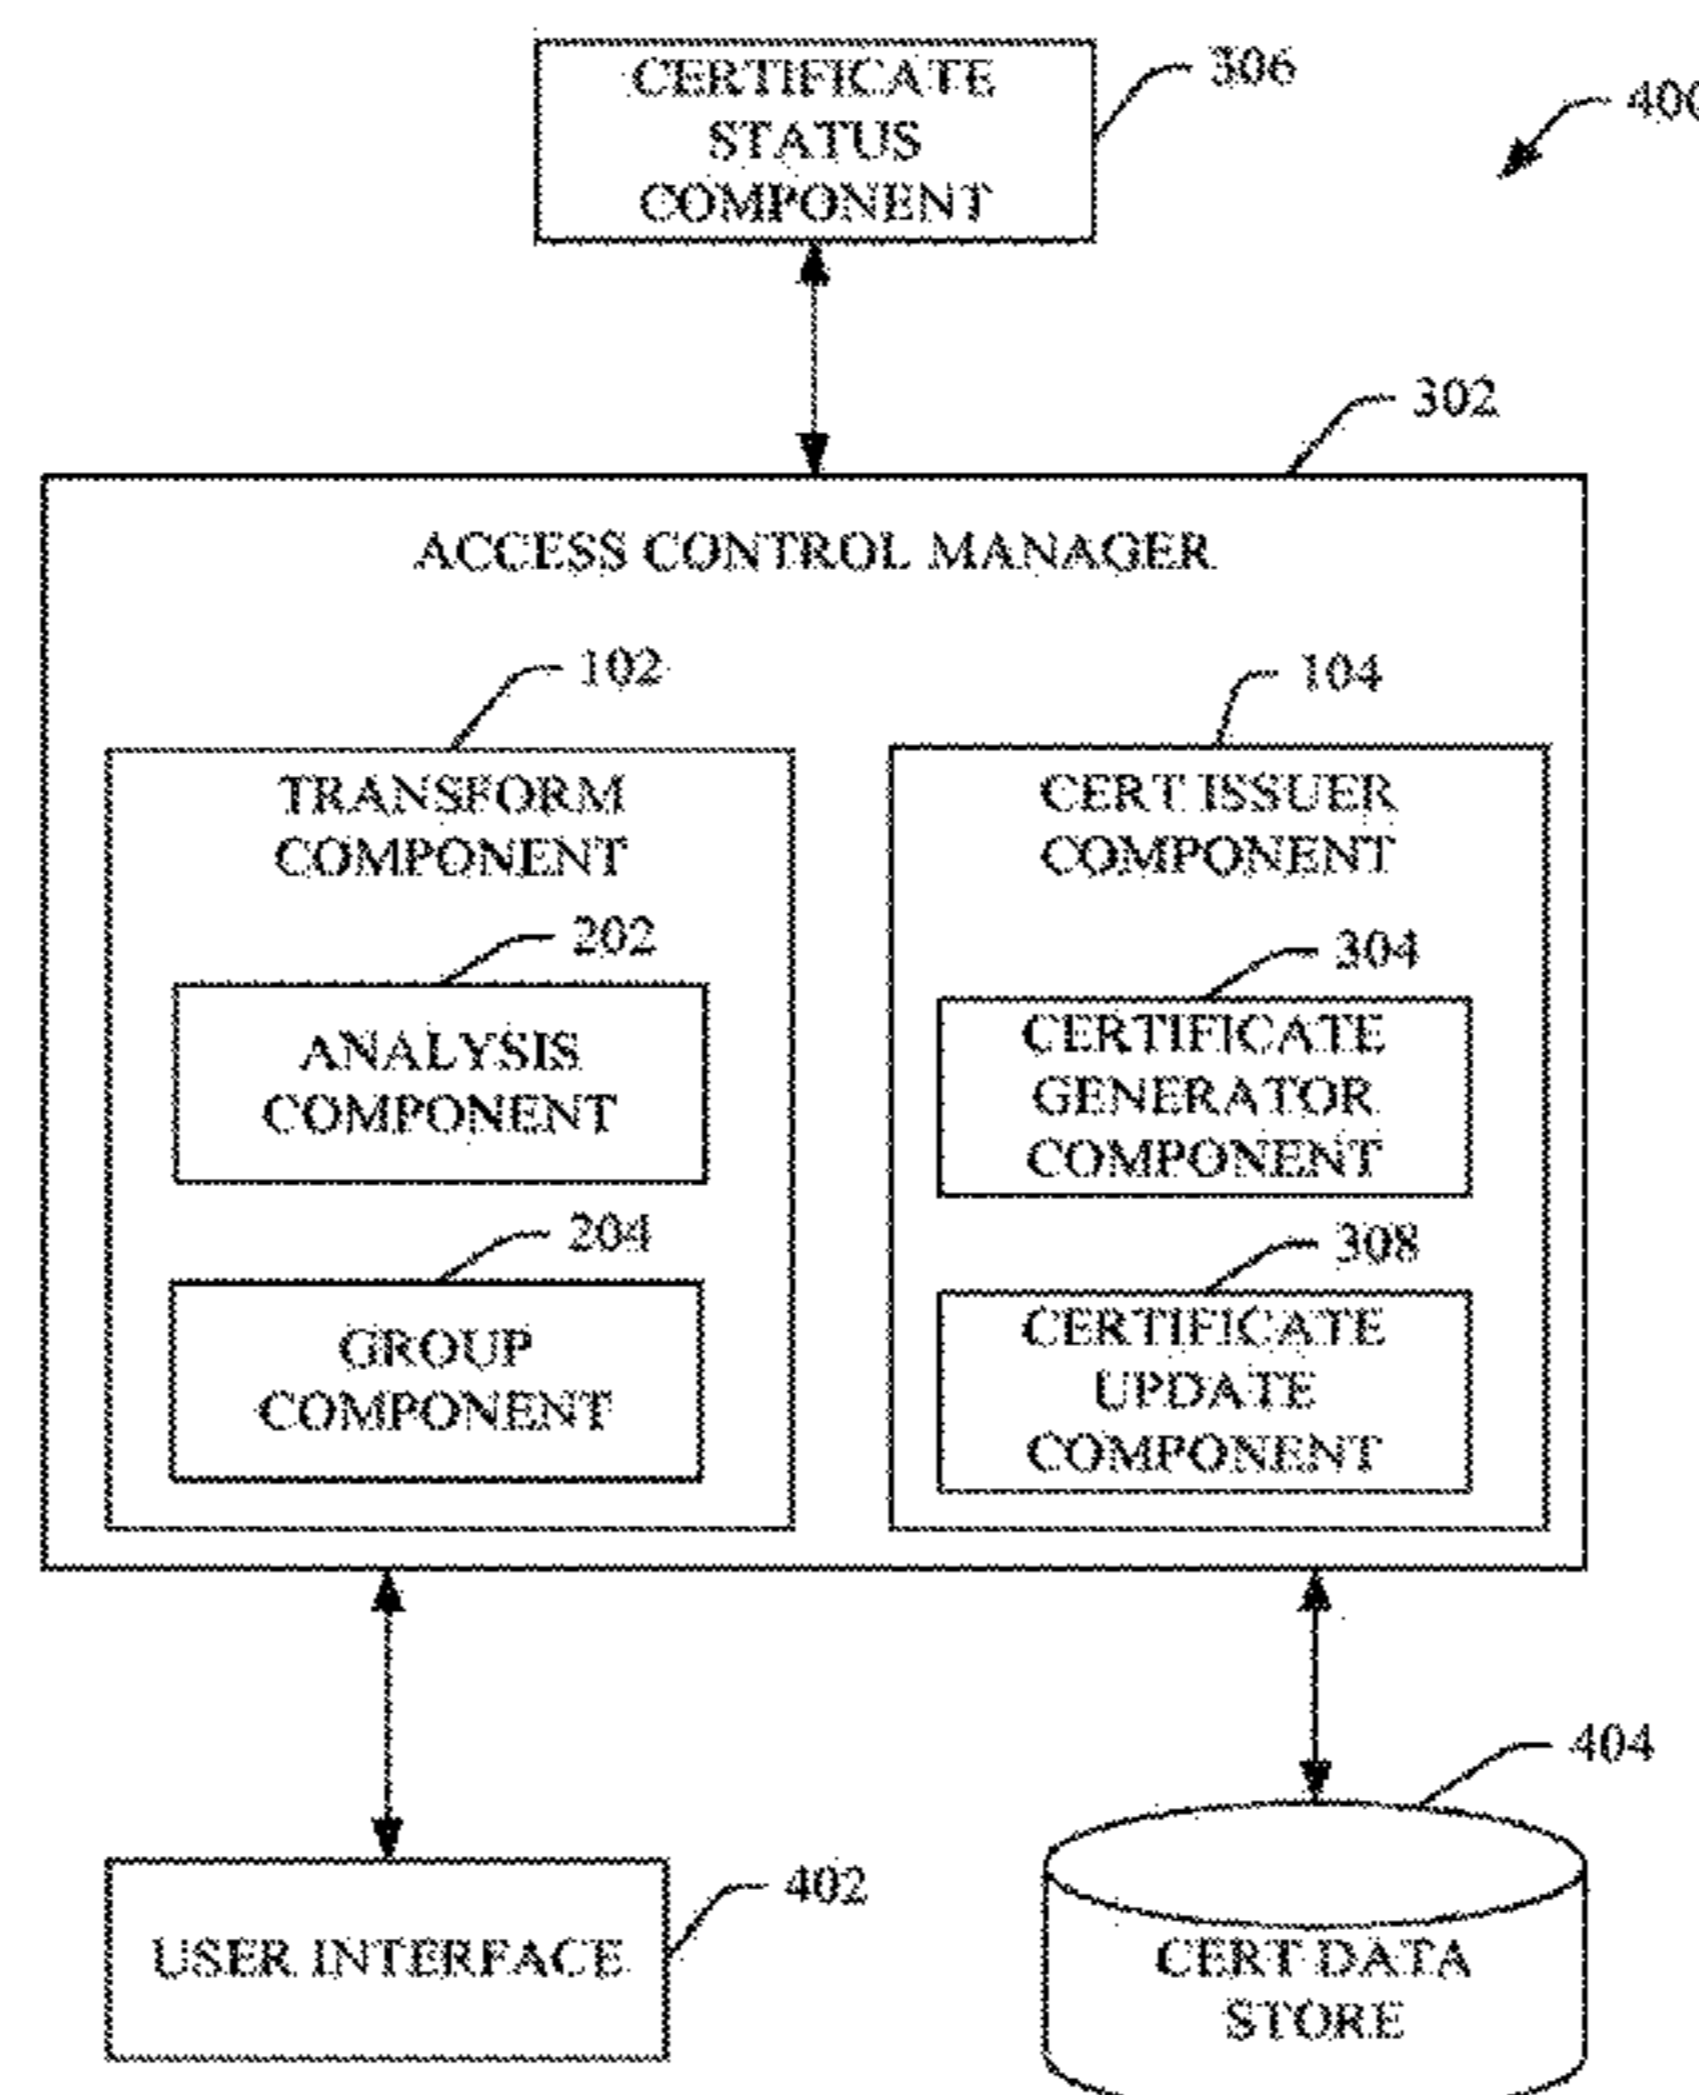 CERTIFICATE
STATUS
COMPONENT
306
400
302
ACCESS CONTROL MANAGER
102
104
TRANSFORM
COMPONENT
CERT ISSUER
COMPONENT
202
304
ANALYSIS
COMPONENT
CERTIFICATE
GENERATOR
COMPONENT
204
308
GROUP
COMPONENT
CERTIFICATE
UPDATE
COMPONENT
404
402
USER INTERFACE
CERT DATA
STORE